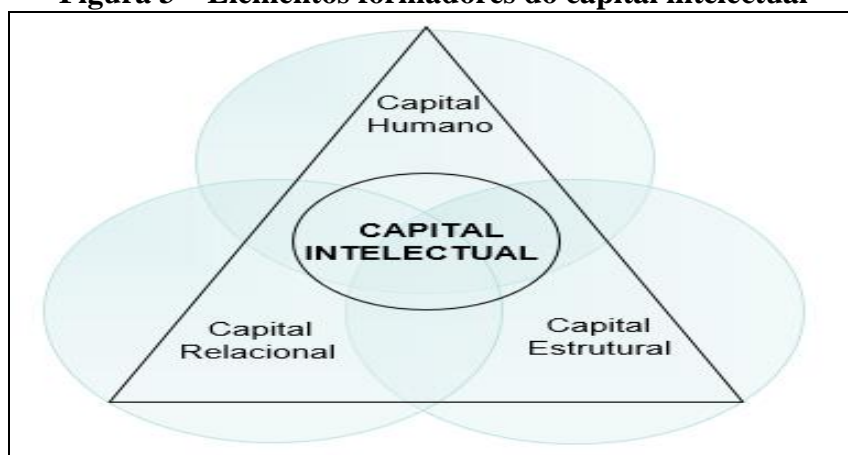 Figura 3 – Elementos formadores do capital intelectual
Capital
Humano
CAPITAL
INTELECTUAL
Capital
Relacional
Capital
Estrutural